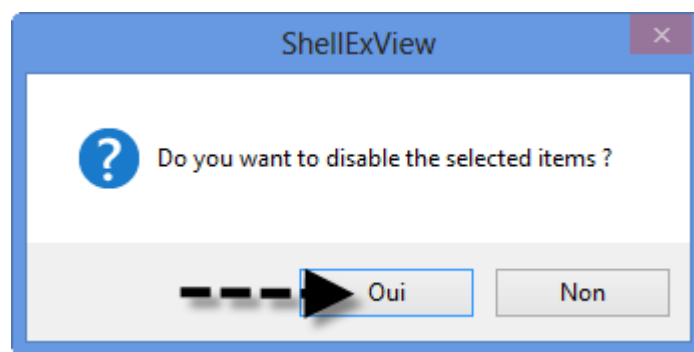 ShellExView
Do you want to disable the selected items ?
Oui
Non